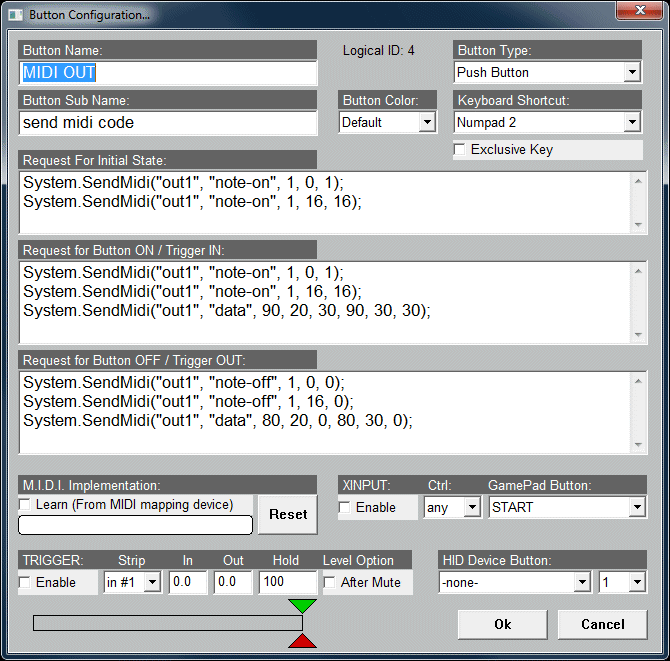 Button Configuration...
Button Name:
Logical ID: 4
Button Type:
MIDI OUT
Push Button
Button Sub Name:
Button Color:
Keyboard Shortcut:
send midi code
Default
Numpad 2
Exclusive Key
Request For Initial State:
System.SendMidi("out1", "note-on", 1, 0, 1);
System.SendMidi("out1", "note-on", 1, 16, 16);
Request for Button ON / Trigger IN:
System.SendMidi("out1", "note-on", 1, 0, 1);
System.SendMidi("out1", "note-on", 1, 16, 16);
System.SendMidi("out1", "data", 90, 20, 30, 90, 30, 30);
Request for Button OFF / Trigger OUT:
System.SendMidi("out1", "note-off", 1, 0, 0);
System.SendMidi("out1", "note-off", 1, 16, 0);
System.SendMidi("out1", "data", 80, 20, 0, 80, 30, 0);
M.I.D.I. Implementation:
Learn (From MIDI mapping device)
Reset
XINPUT: Ctrl: GamePad Button:
Enable any START
TRIGGER: Strip In Out Hold Level Option
Enable in #1 0.0 0.0 100 After Mute
HID Device Button:
-none- 1
Ok
Cancel